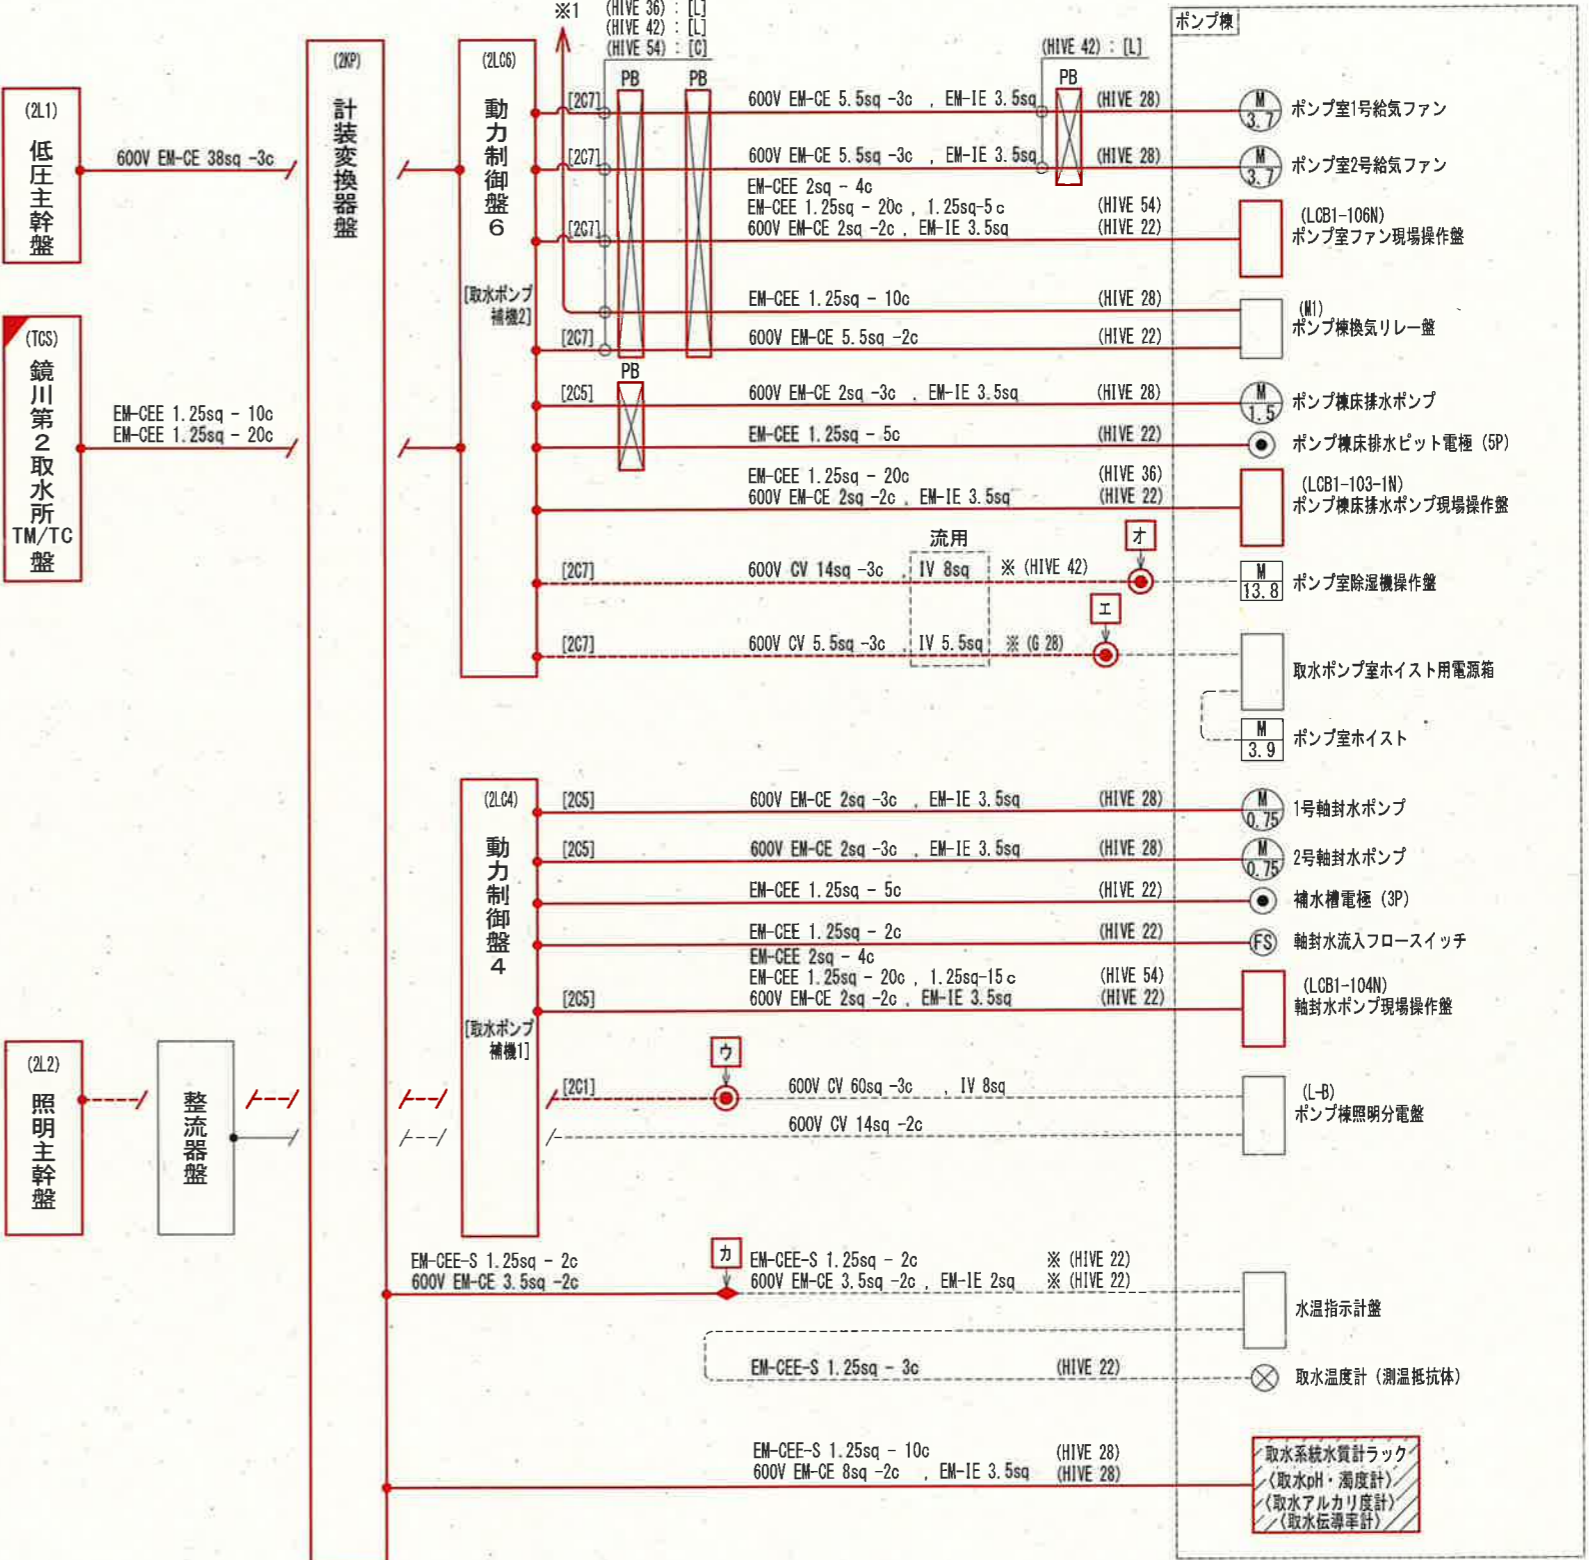 ※1
(HIVE 36) : [L]
(HIVE 42) : [L]
(HIVE 54) : [C]
(HIVE 42) : [L]
ポンプ棟
(2L1)
低圧主幹盤
600V EM-CE 38sq -3c
(TCS)
鏡川第2取水所
TM/TC
盤
EM-CEE 1.25sq - 10c
EM-CEE 1.25sq - 20c
(2KP)
計装変換器盤
(2LC6)
動力制御盤6
[取水ポンプ
補機2]
PB
PB
PB
[2C7]
600V EM-CE 5.5sq -3c , EM-IE 3.5sq
(HIVE 28)
M
3.7
ポンプ室1号給気ファン
[2C7]
600V EM-CE 5.5sq -3c , EM-IE 3.5sq
(HIVE 28)
M
3.7
ポンプ室2号給気ファン
EM-CEE 2sq - 4c
EM-CEE 1.25sq - 20c , 1.25sq-5c
(HIVE 54)
[2C7]
600V EM-CE 2sq -2c , EM-IE 3.5sq
(HIVE 22)
(LCB1-106N)
ポンプ室ファン現場操作盤
EM-CEE 1.25sq - 10c
(HIVE 28)
(M1)
ポンプ棟換気リレー盤
[2C7]
600V EM-CE 5.5sq -2c
(HIVE 22)
PB
[2C5]
600V EM-CE 2sq -3c , EM-IE 3.5sq
(HIVE 28)
M
1.5
ポンプ棟床排水ポンプ
EM-CEE 1.25sq - 5c
(HIVE 22)
ポンプ棟床排水ピット電極 (5P)
EM-CEE 1.25sq - 20c
(HIVE 36)
600V EM-CE 2sq -2c , EM-IE 3.5sq
(HIVE 22)
(LCB1-103-1N)
ポンプ棟床排水ポンプ現場操作盤
流用
オ
[2C7]
600V CV 14sq -3c , IV 8sq ※ (HIVE 42)
M
13.8
ポンプ室除湿機操作盤
エ
[2C7]
600V CV 5.5sq -3c , IV 5.5sq ※ (G 28)
取水ポンプ室ホイスト用電源箱
M
3.9
ポンプ室ホイスト
(2LC4)
動力制御盤4
[取水ポンプ
補機1]
[2C5]
600V EM-CE 2sq -3c , EM-IE 3.5sq
(HIVE 28)
M
0.75
1号軸封水ポンプ
[2C5]
600V EM-CE 2sq -3c , EM-IE 3.5sq
(HIVE 28)
M
0.75
2号軸封水ポンプ
EM-CEE 1.25sq - 5c
(HIVE 22)
補水槽電極 (3P)
EM-CEE 1.25sq - 2c
(HIVE 22)
FS
軸封水流入フロースイッチ
EM-CEE 2sq - 4c
EM-CEE 1.25sq - 20c , 1.25sq-15c
(HIVE 54)
[2C5]
600V EM-CE 2sq -2c , EM-IE 3.5sq
(HIVE 22)
(LCB1-104N)
軸封水ポンプ現場操作盤
(2L2)
照明主幹盤
整流器盤
ウ
[2C1]
600V CV 60sq -3c , IV 8sq
600V CV 14sq -2c
(L-B)
ポンプ棟照明分電盤
EM-CEE-S 1.25sq - 2c
600V EM-CE 3.5sq -2c
カ
EM-CEE-S 1.25sq - 2c
※ (HIVE 22)
600V EM-CE 3.5sq -2c , EM-IE 2sq
※ (HIVE 22)
水温指示計盤
EM-CEE-S 1.25sq - 3c
(HIVE 22)
取水温度計 (測温抵抗体)
EM-CEE-S 1.25sq - 10c
(HIVE 28)
600V EM-CE 8sq -2c , EM-IE 3.5sq
(HIVE 28)
取水系統水質計ラック
〈取水pH・濁度計〉
〈取水アルカリ度計〉
〈取水伝導率計〉